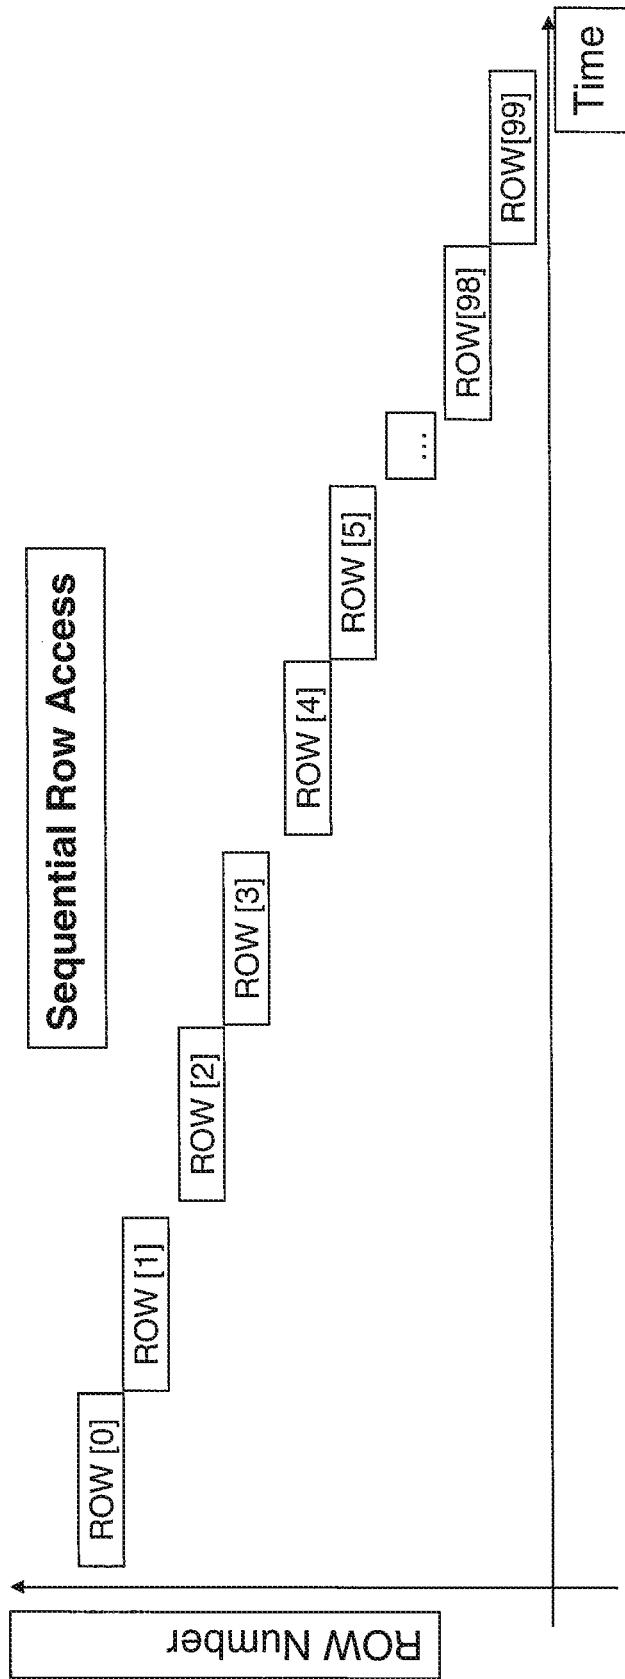 Sequential Row Access
ROW Number
ROW [0]
ROW [1]
ROW [2]
ROW [3]
ROW [4]
ROW [5]
...
ROW[98]
ROW[99]
Time